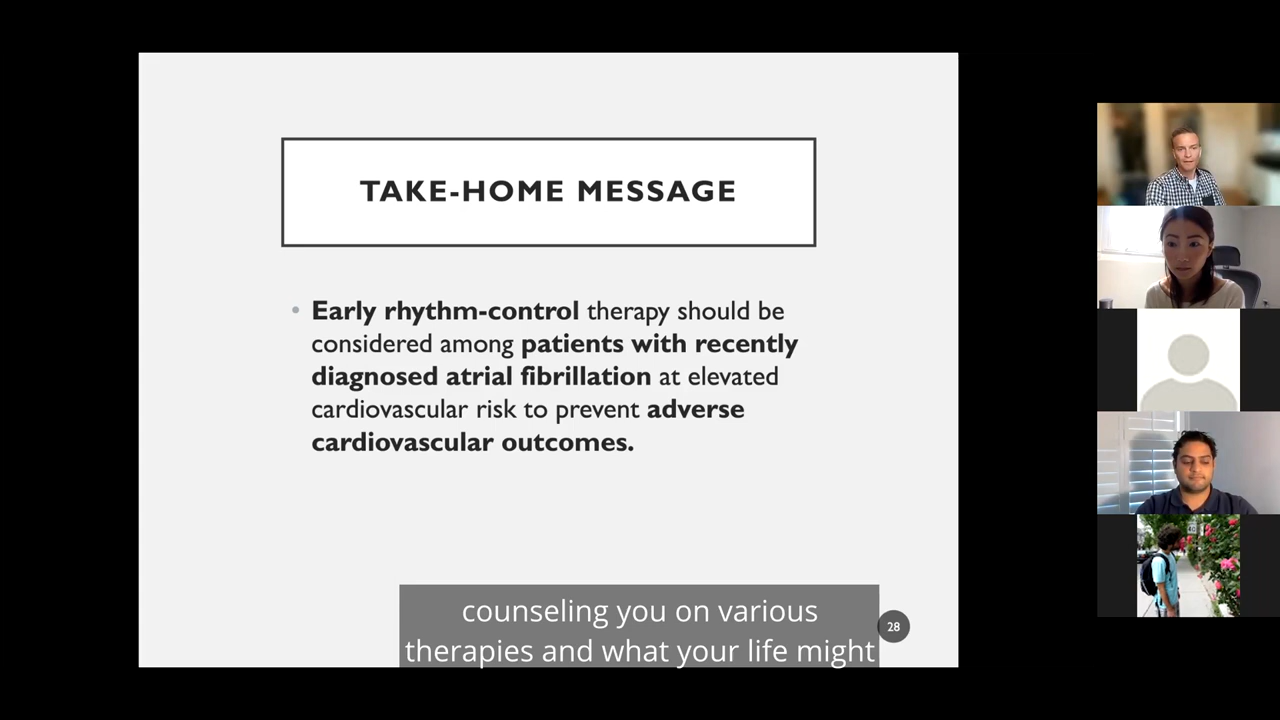 TAKE-HOME MESSAGE
• Early rhythm-control therapy should be
considered among patients with recently
diagnosed atrial fibrillation at elevated
cardiovascular risk to prevent adverse
cardiovascular outcomes.
counseling you on various
therapies and what your life might
28